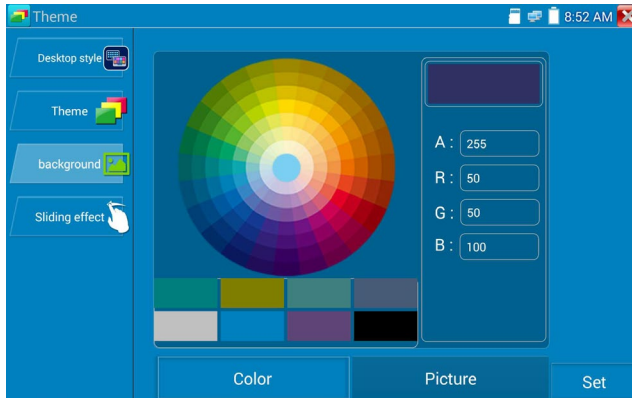 Theme
8:52 AM
Desktop style
Theme
background
Sliding effect
A : 255
R : 50
G : 50
B : 100
Color
Picture
Set